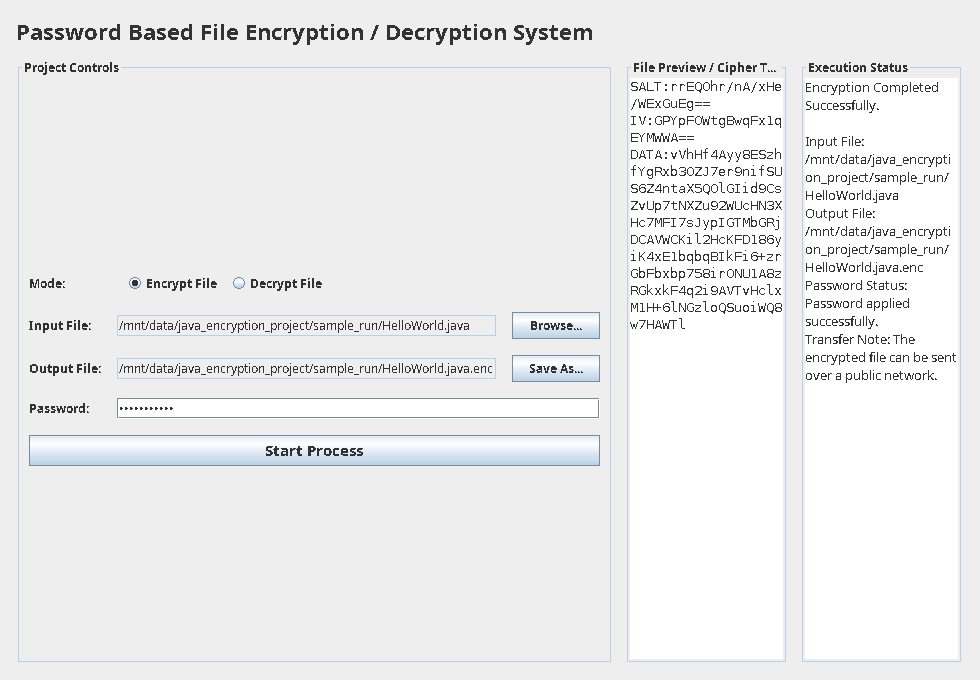 Password Based File Encryption / Decryption System
Project Controls
Mode:
Encrypt File
Decrypt File
Input File:
/mnt/data/java_encryption_project/sample_run/HelloWorld.java
Browse...
Output File:
/mnt/data/java_encryption_project/sample_run/HelloWorld.java.enc
Save As...
Password:
•••••••••••
Start Process
File Preview / Cipher T...
SALT:rrEQOhr/nA/xHe
/WExGuEg==
IV:GPYpFOWtgBwqFx1q
EYMWWA==
DATA:vVhHf4Ayy8ESzh
fYgRxb3OZJ7er9nifSU
S6Z4ntaX5QOlGIid9Cs
ZvUp7tNXZu92WUcHN3X
Hc7MFI7sJypIGTMbGRj
DCAVWCKil2HcKFD186y
iK4xE1bqbqBIkFi6+zr
GbFbxbp758irONU1A8z
RGkxkF4q2i9AVTvHclx
M1H+6lNGzloQSuoiWQ8
w7HAWTl
Execution Status
Encryption Completed
Successfully.
Input File:
/mnt/data/java_encrypti
on_project/sample_run/
HelloWorld.java
Output File:
/mnt/data/java_encrypti
on_project/sample_run/
HelloWorld.java.enc
Password Status:
Password applied
successfully.
Transfer Note: The
encrypted file can be sent
over a public network.